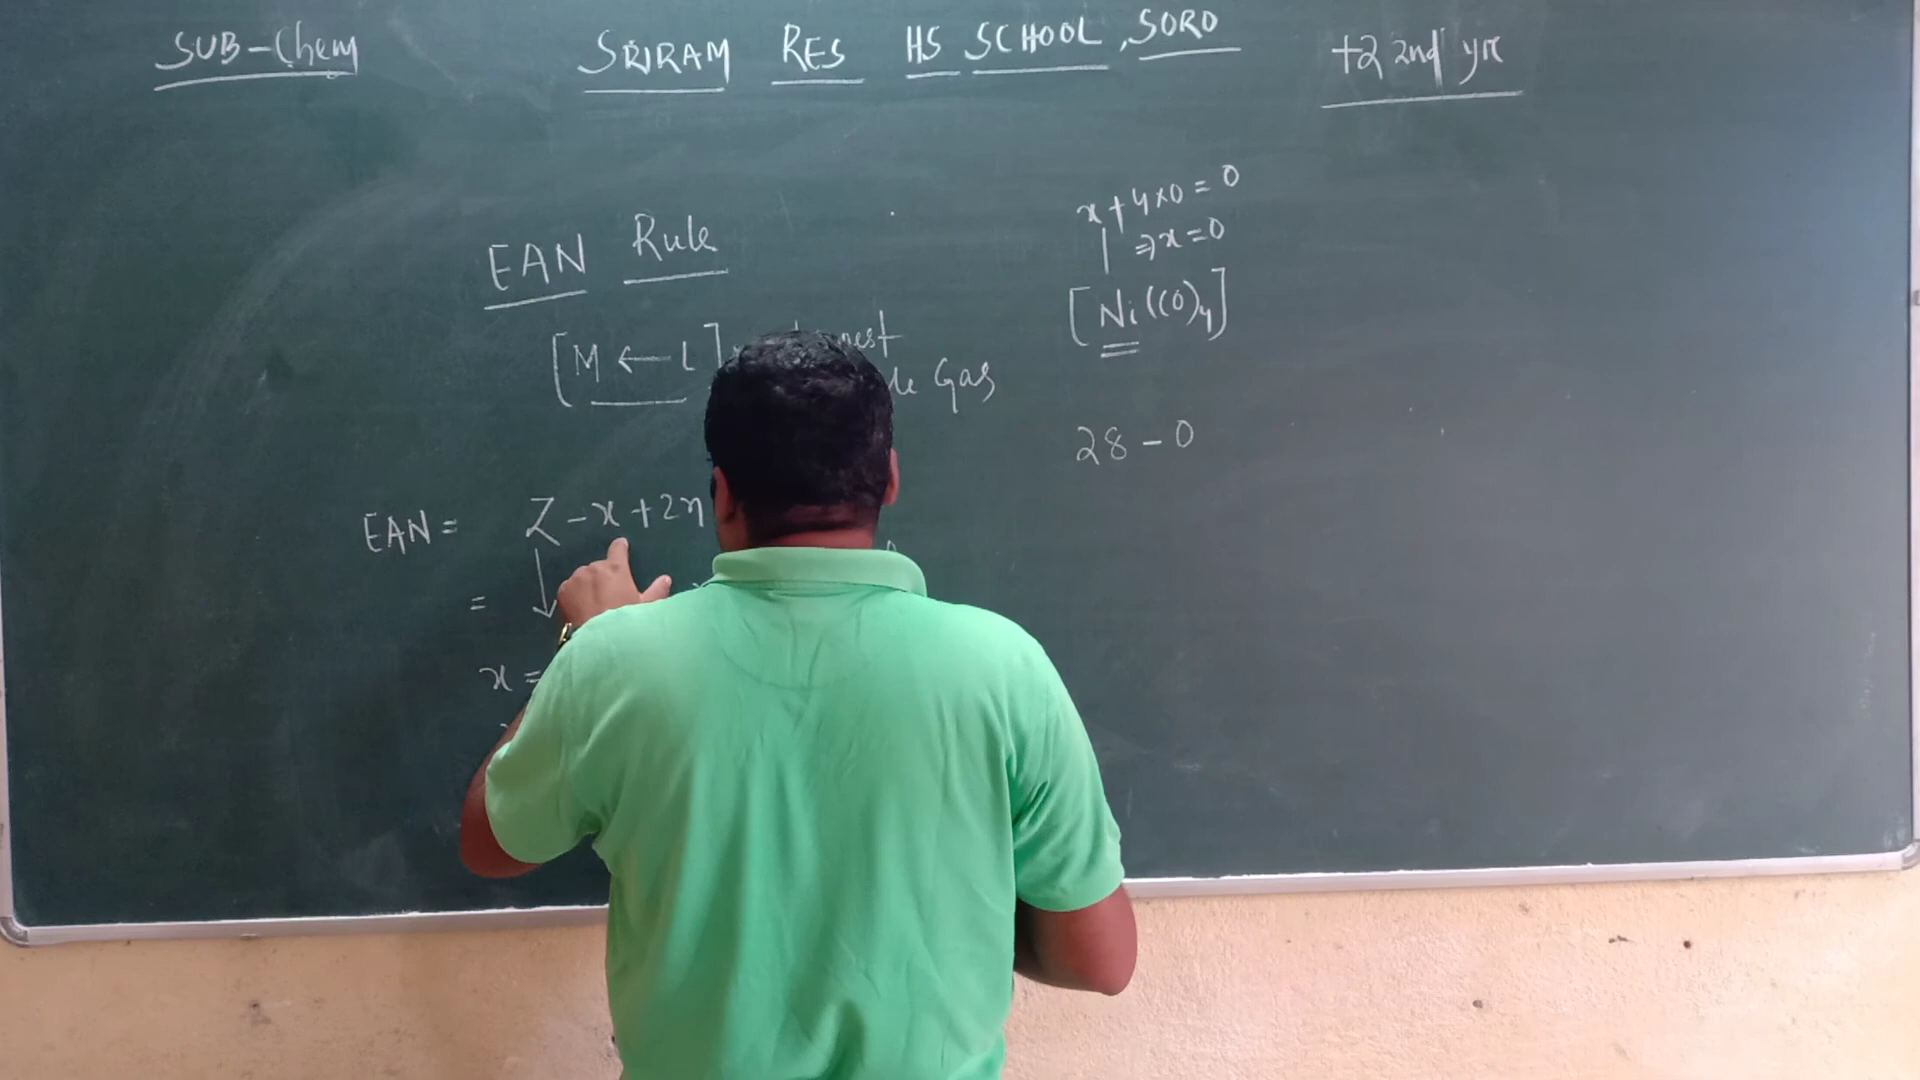 SUB-Chem SRIRAM RES HS SCHOOL, SORO +2 2nd yr
EAN Rule
[M ← L]
Gas
EAN = Z - x + 2n
=
x =
x + 4×0 = 0
⇒ x = 0
[Ni(CO)4]
28 - 0